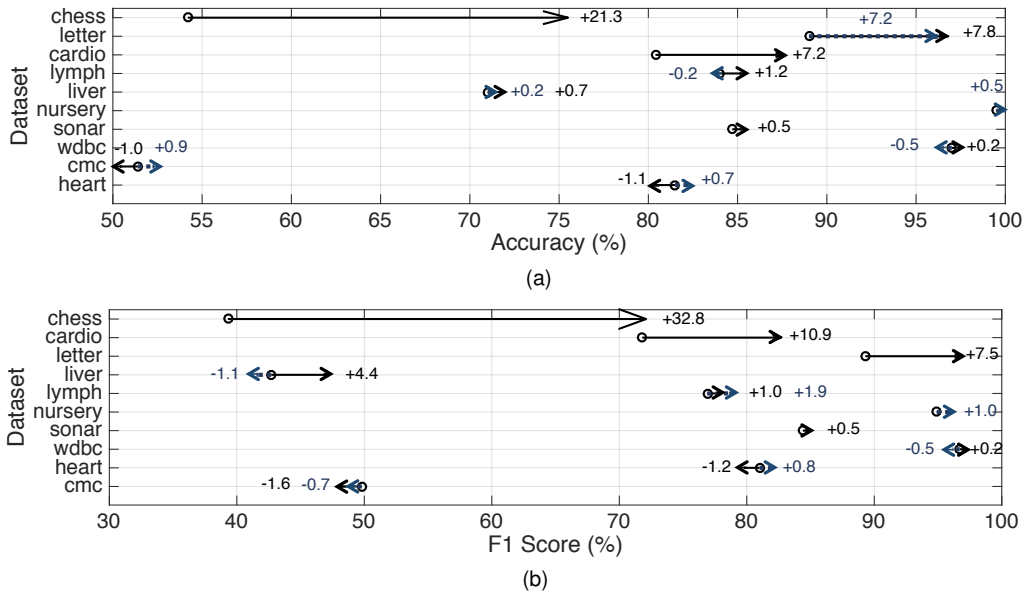 chess +21.3
letter +7.2 +7.8
cardio +7.2
lymph -0.2 +1.2
liver +0.2 +0.7
nursery +0.5
sonar +0.5
wdbc -0.5 +0.2
cmc -1.0 +0.9
heart -1.1 +0.7
Dataset
50 55 60 65 70 75 80 85 90 95 100
Accuracy (%)
(a)
chess +32.8
cardio +10.9
letter +7.5
liver -1.1 +4.4
lymph +1.0 +1.9
nursery +1.0
sonar +0.5
wdbc -0.5 +0.2
heart -1.2 +0.8
cmc -1.6 -0.7
Dataset
30 40 50 60 70 80 90 100
F1 Score (%)
(b)